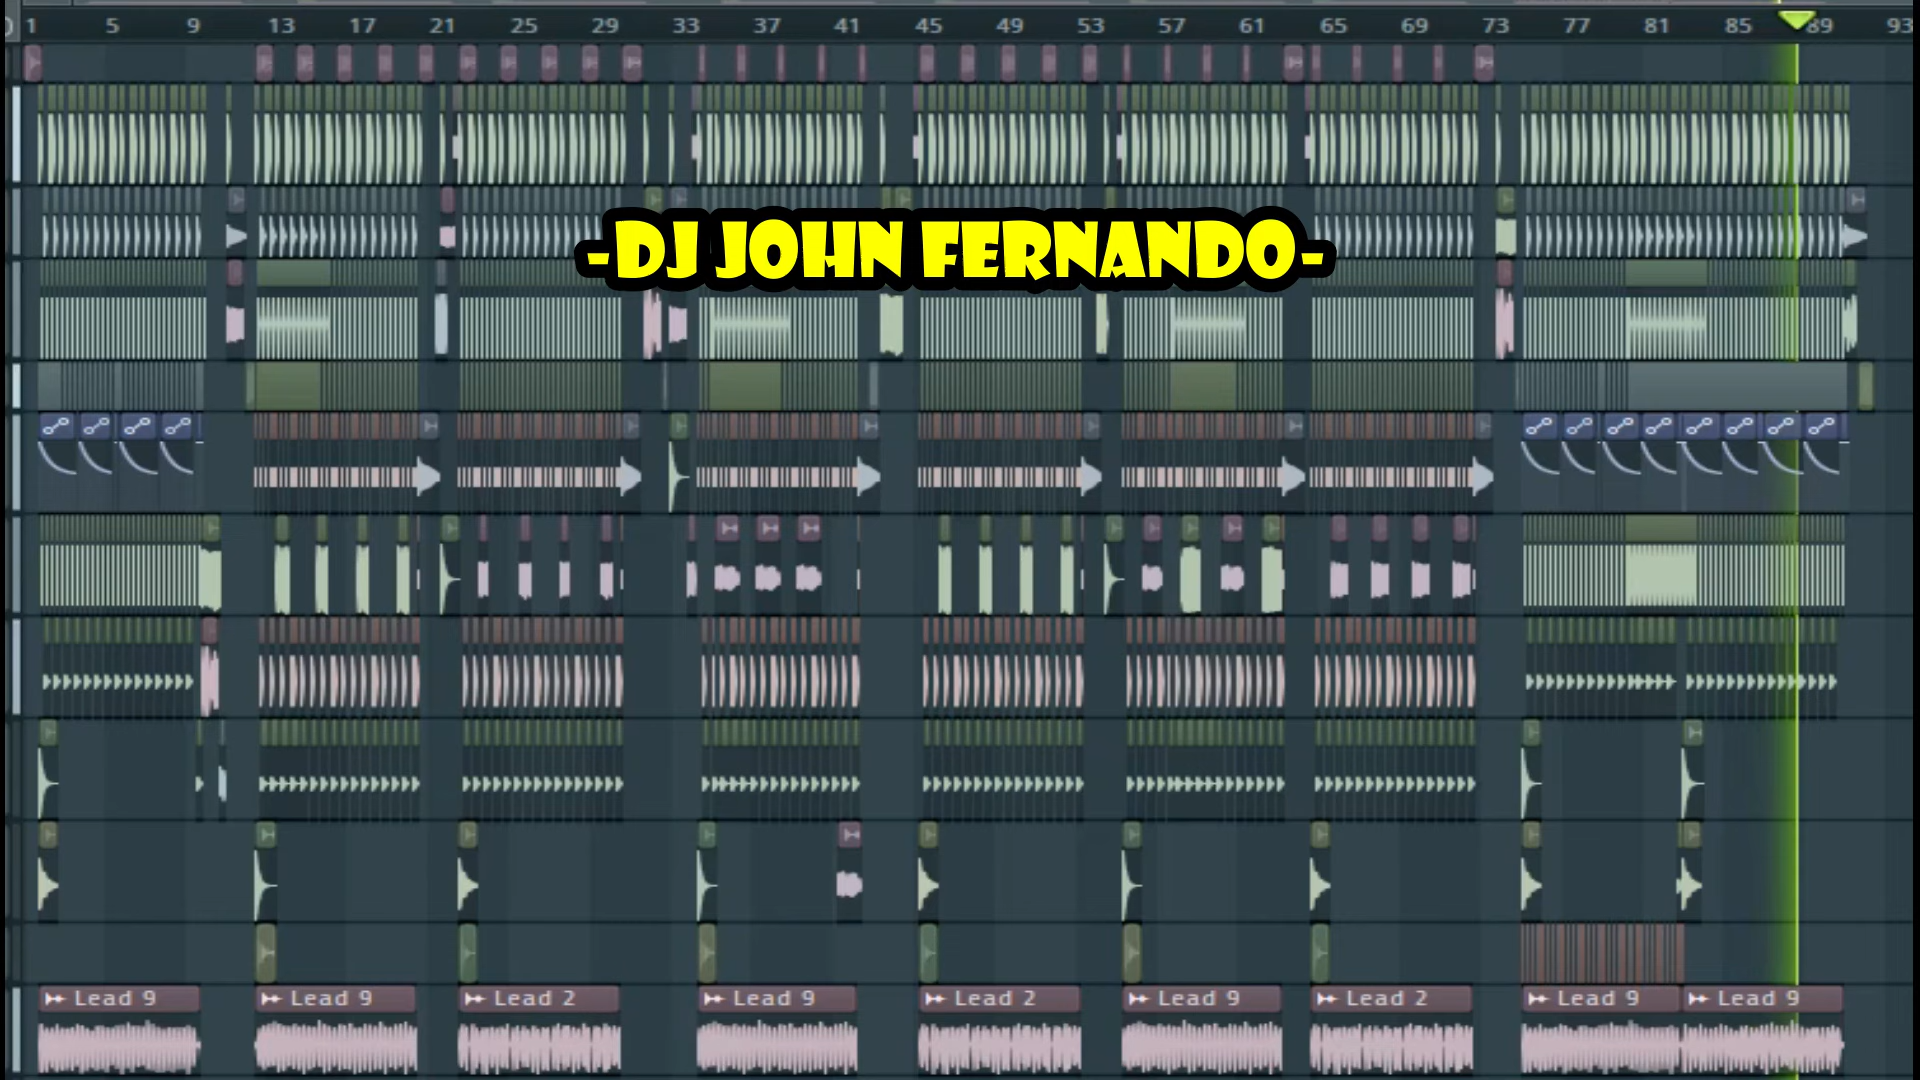 1 5 9 13 17 21 25 29 33 37 41 45 49 53 57 61 65 69 73 77 81 85 89 93
-DJ JOHN FERNANDO-
Lead 9 Lead 9 Lead 2 Lead 9 Lead 2 Lead 9 Lead 2 Lead 9 Lead 9